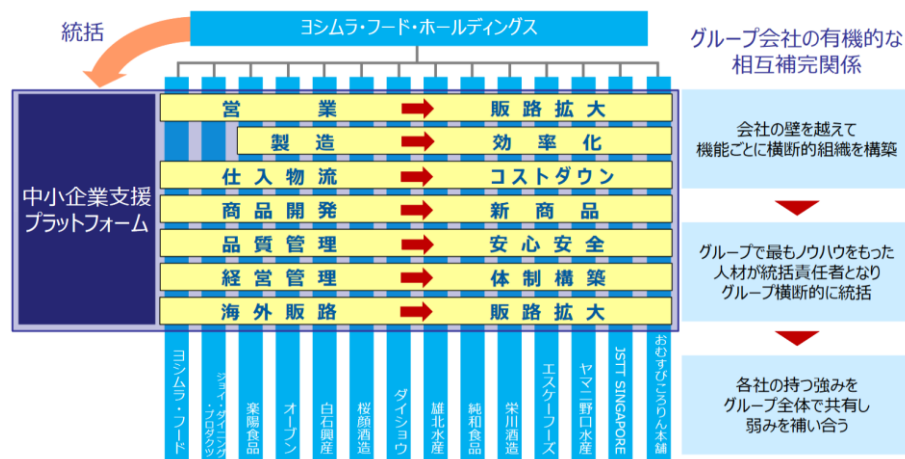 ヨシムラ・フード・ホールディングス
統括
グループ会社の有機的な
相互補完関係
中小企業支援
プラットフォーム
営業 販路拡大
製造 効率化
仕入物流 コストダウン
商品開発 新商品
品質管理 安心安全
経営管理 体制構築
海外販路 販路拡大
ヨシムラ・フード
ジョイ・ダイニング
・プロダクツ
楽陽食品
オーブン
白石興産
桜顔酒造
ダイショウ
雄北水産
純和食品
栄川酒造
エスケーフーズ
ヤマニ野口水産
JSTT SINGAPORE
おむすびころりん本舗
会社の壁を越えて
機能ごとに横断的組織を構築
グループで最もノウハウをもった
人材が統括責任者となり
グループ横断的に統括
各社の持つ強みを
グループ全体で共有し
弱みを補い合う